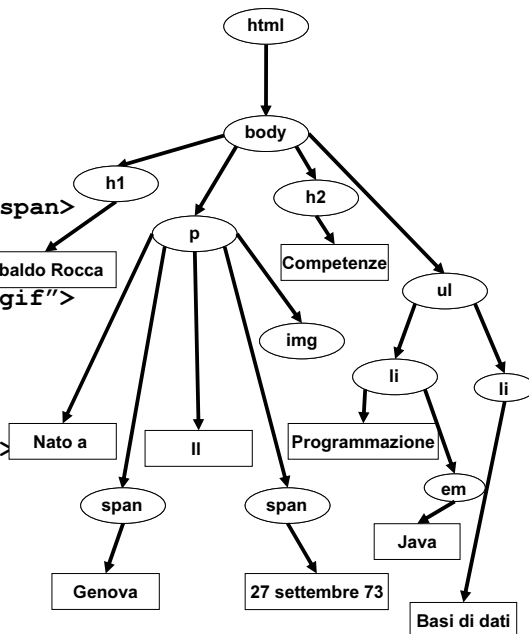 html
body
h1
h2
span>
p
baldo Rocca
Competenze
gif”>
ul
img
li
li
>
Nato a
Il
Programmazione
em
span
span
Java
Genova
27 settembre 73
Basi di dati